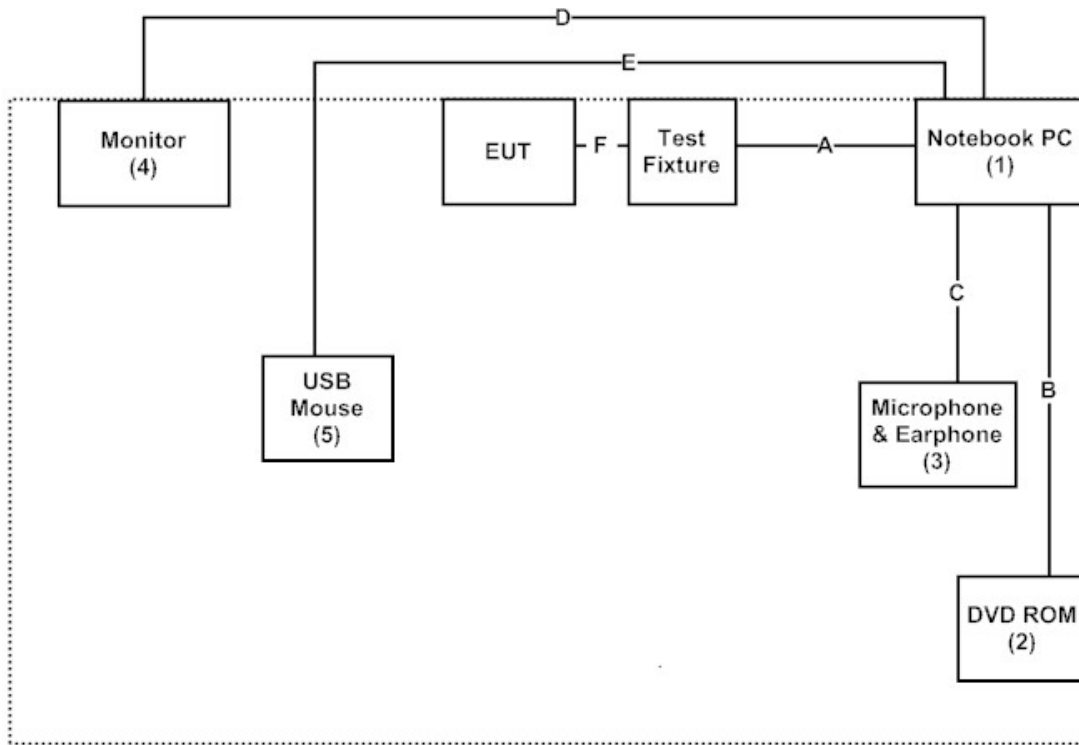 D
E
Monitor
(4)
EUT
F
Test
Fixture
A
Notebook PC
(1)
C
B
USB
Mouse
(5)
Microphone
& Earphone
(3)
DVD ROM
(2)